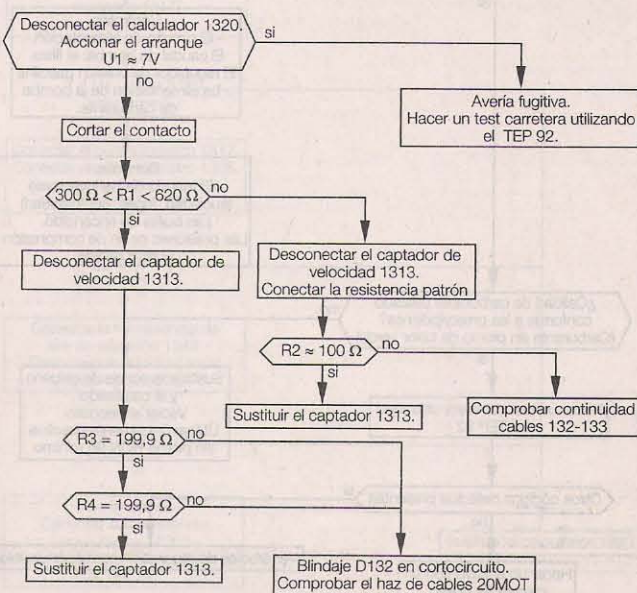 Desconectar el calculador 1320.
Accionar el arranque
U1 ≈ 7V
si
no
Avería fugitiva.
Hacer un test carretera utilizando
el TEP 92.
Cortar el contacto
300 Ω < R1 < 620 Ω
no
si
Desconectar el captador de
velocidad 1313.
Desconectar el captador de
velocidad 1313.
Conectar la resistencia patrón
R2 ≈ 100 Ω
no
si
Sustituir el captador 1313.
Comprobar continuidad
cables 132-133
R3 = 199,9 Ω
no
si
R4 = 199,9 Ω
no
si
Sustituir el captador 1313.
Blindaje D132 en cortocircuito.
Comprobar el haz de cables 20MOT